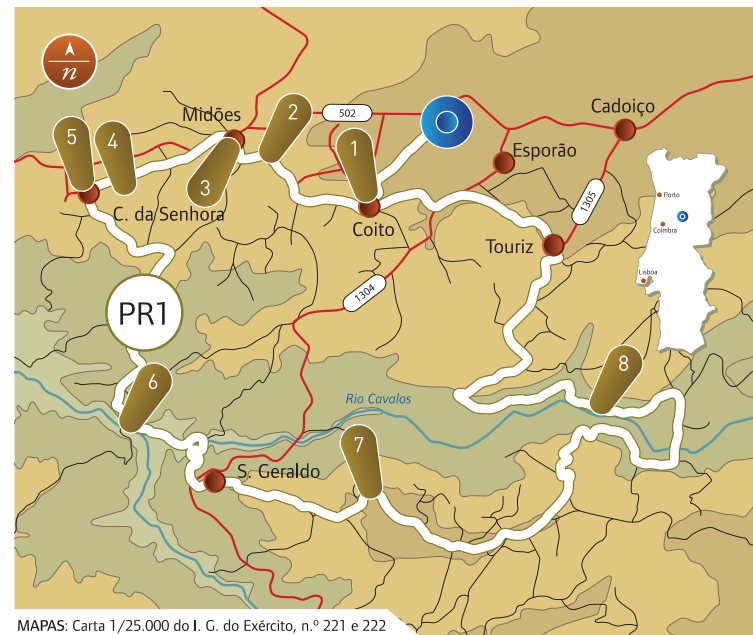 n
Midões
2
502
Cadoiço
5
4
1
Esporão
3
C. da Senhora
Coito
1305
Touriz
Porto
Coimbra
Lisboa
1304
PR1
6
8
Rio Cavalos
7
S. Geraldo
MAPAS: Carta 1/25.000 do I. G. do Exército, n.º 221 e 222